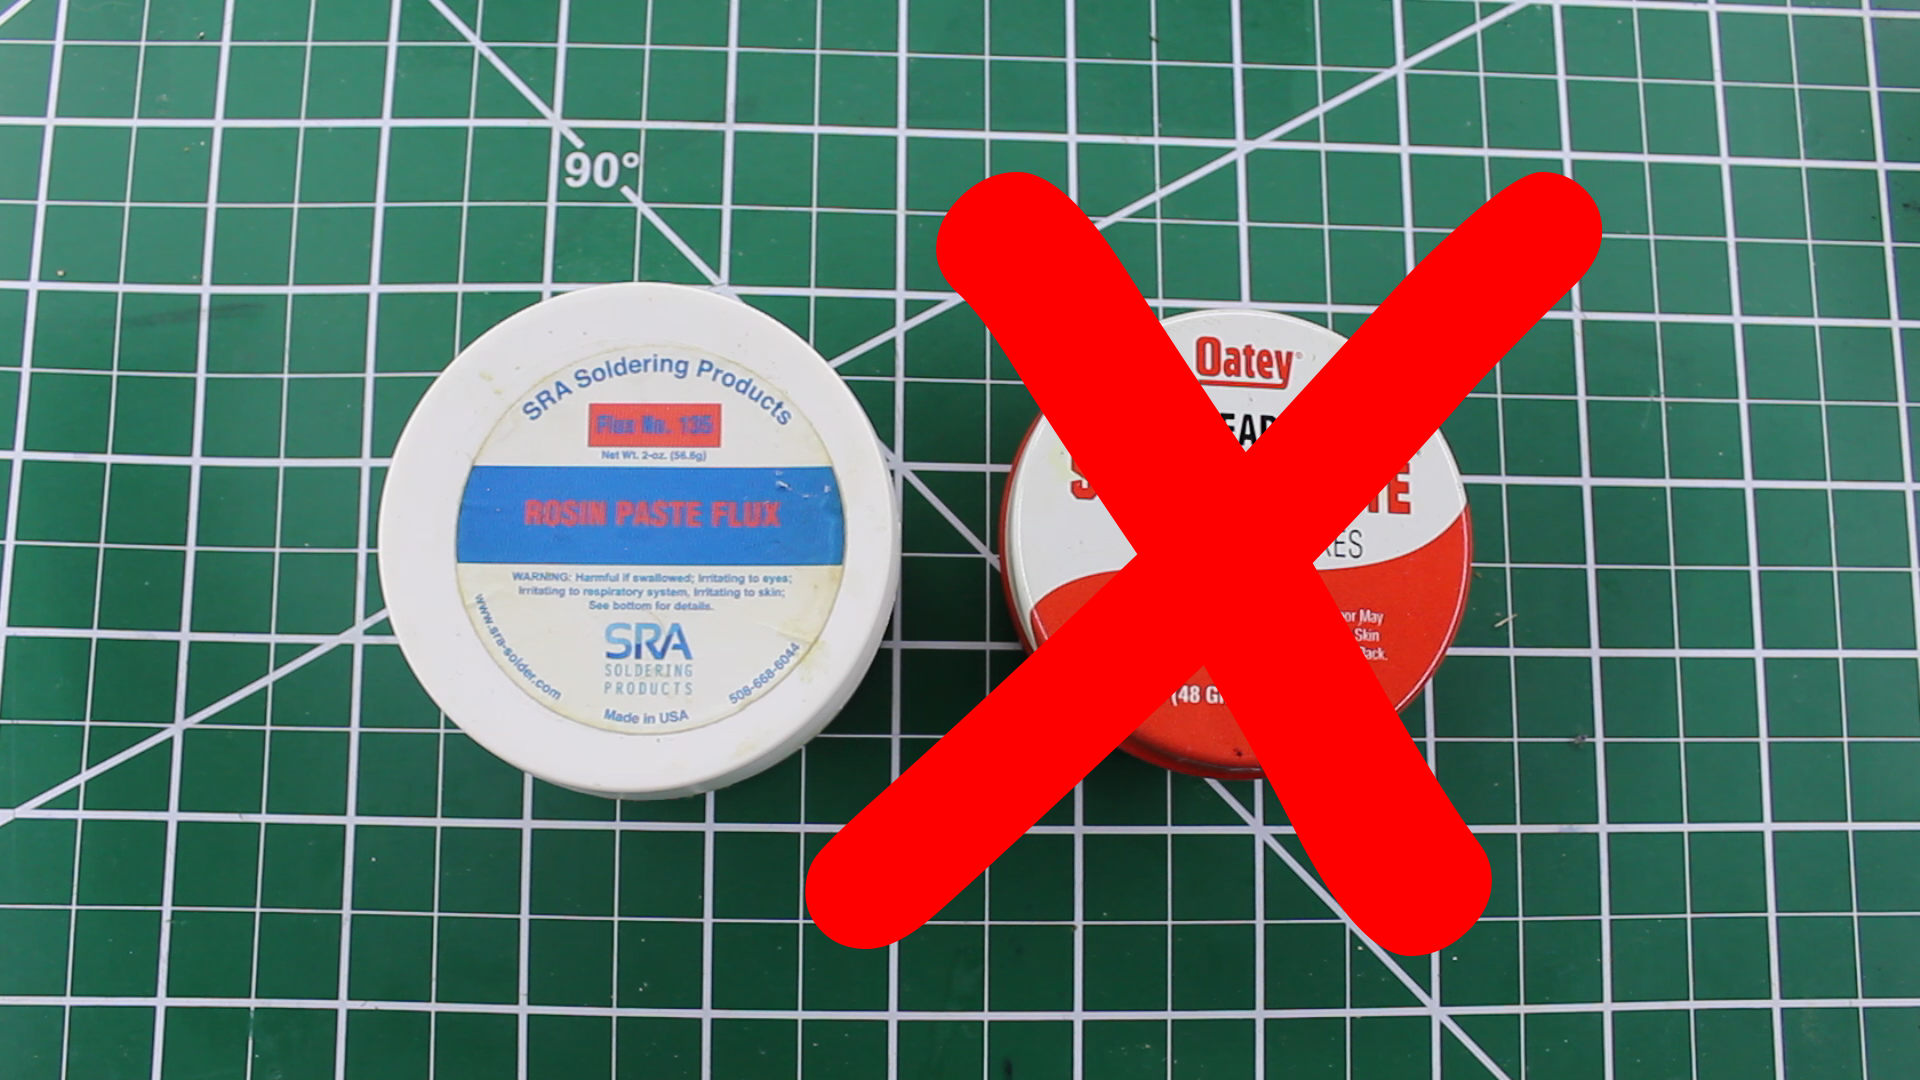 90°
SRA Soldering Products
Flux No. 135
Net Wt. 2-oz. (56.6g)
ROSIN PASTE FLUX
WARNING: Harmful if swallowed; Irritating to eyes;
Irritating to respiratory system, Irritating to skin;
See bottom for details.
www.sra-solder.com
SRA
SOLDERING
PRODUCTS
508-668-6044
Made in USA
Oatey
May
Skin
(48